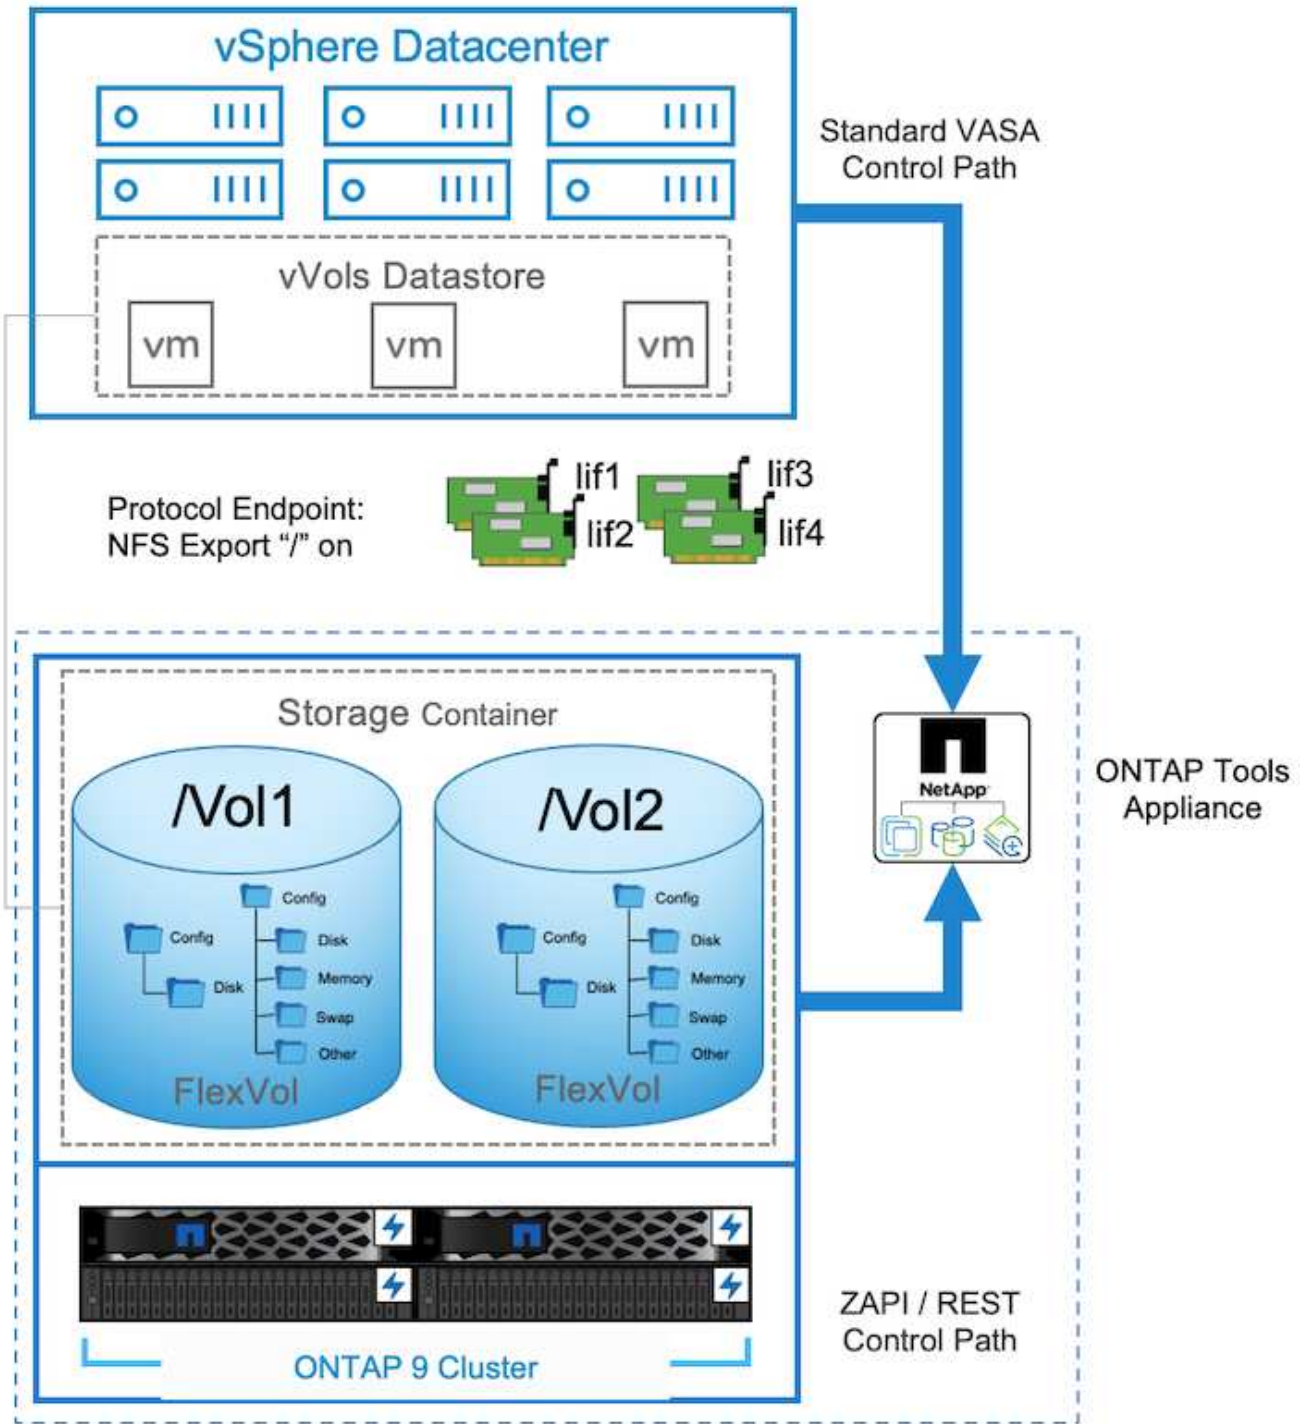 vSphere Datacenter
Standard VASA
Control Path
vVols Datastore
vm
vm
vm
Protocol Endpoint:
NFS Export “/” on
lif1
lif2
lif3
lif4
Storage Container
/Vol1
Config
Disk
Config
Disk
Memory
Swap
Other
FlexVol
/Vol2
Config
Disk
Config
Disk
Memory
Swap
Other
FlexVol
NetApp
ONTAP Tools
Appliance
ZAPI / REST
Control Path
ONTAP 9 Cluster